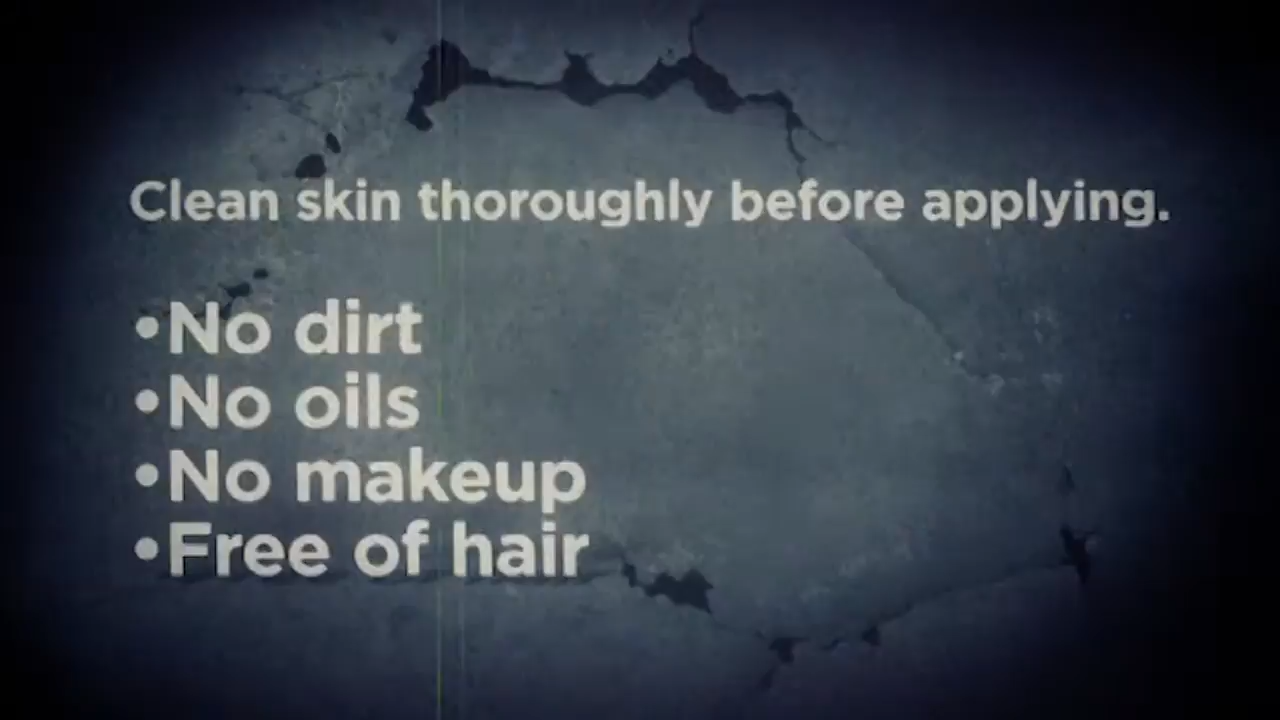 Clean skin thoroughly before applying.
•No dirt
•No oils
•No makeup
•Free of hair